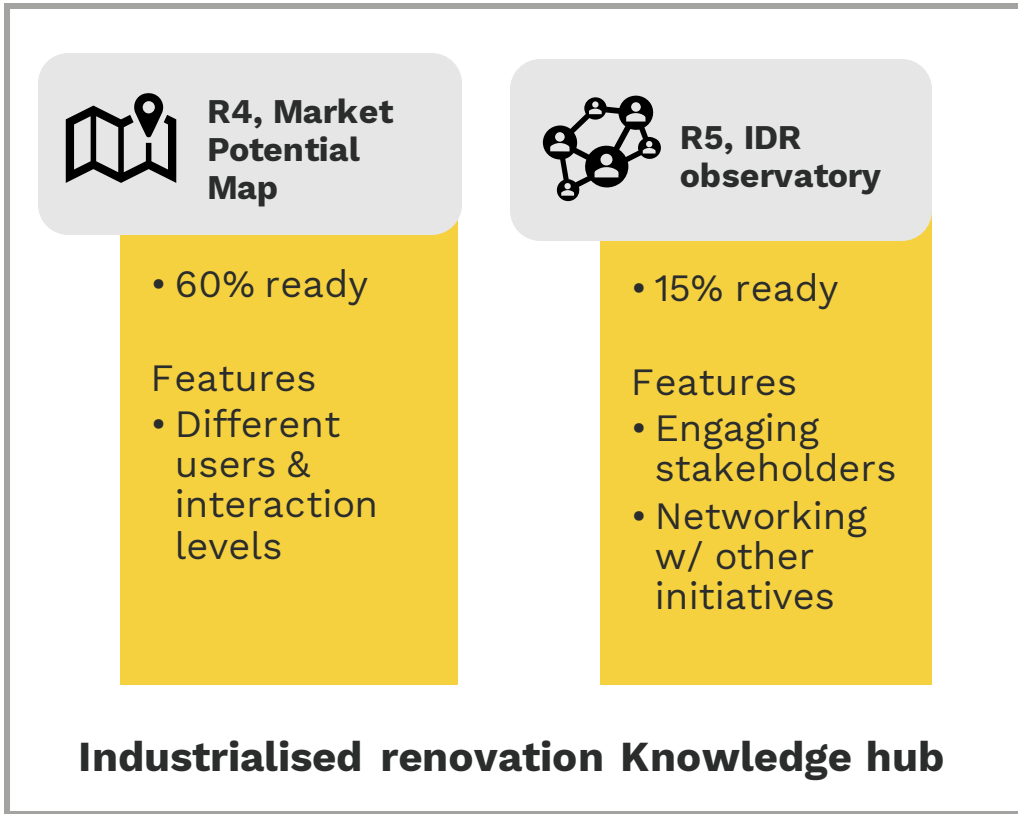 R4, Market
Potential
Map
• 60% ready
Features
• Different
users &
interaction
levels
R5, IDR
observatory
• 15% ready
Features
• Engaging
stakeholders
• Networking
w/ other
initiatives
Industrialised renovation Knowledge hub